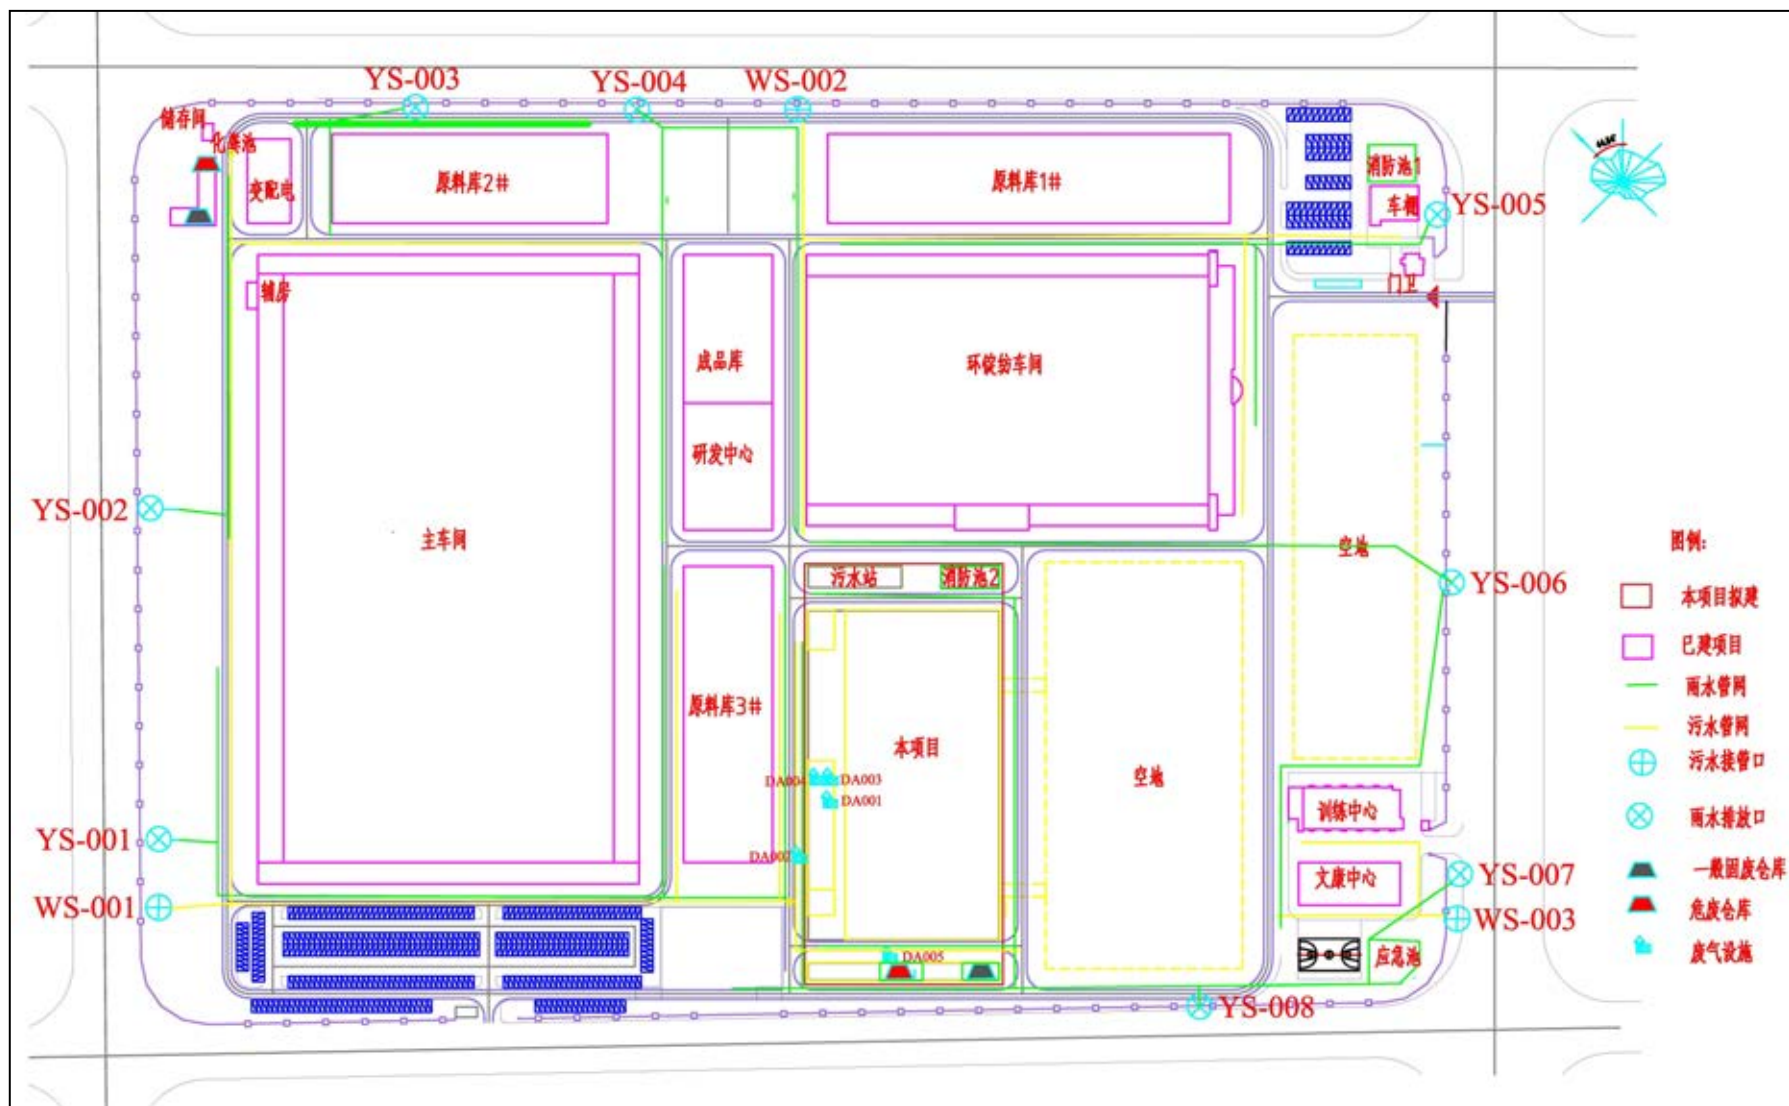 YS-003
YS-004
WS-002
储存间
化粪池
变配电
原料库2#
原料库1#
消防池1
车棚
YS-005
门卫
辅房
成品库
环锭纺车间
研发中心
YS-002
主车间
空地
污水站
消防池2
YS-006
原料库3#
本项目
空地
DA004
DA003
DA001
DA002
训练中心
文康中心
YS-001
WS-001
YS-007
WS-003
DA005
应急池
YS-008
图例:
本项目拟建
已建项目
雨水管网
污水管网
污水接管口
雨水排放口
一般固废仓库
危废仓库
废气设施